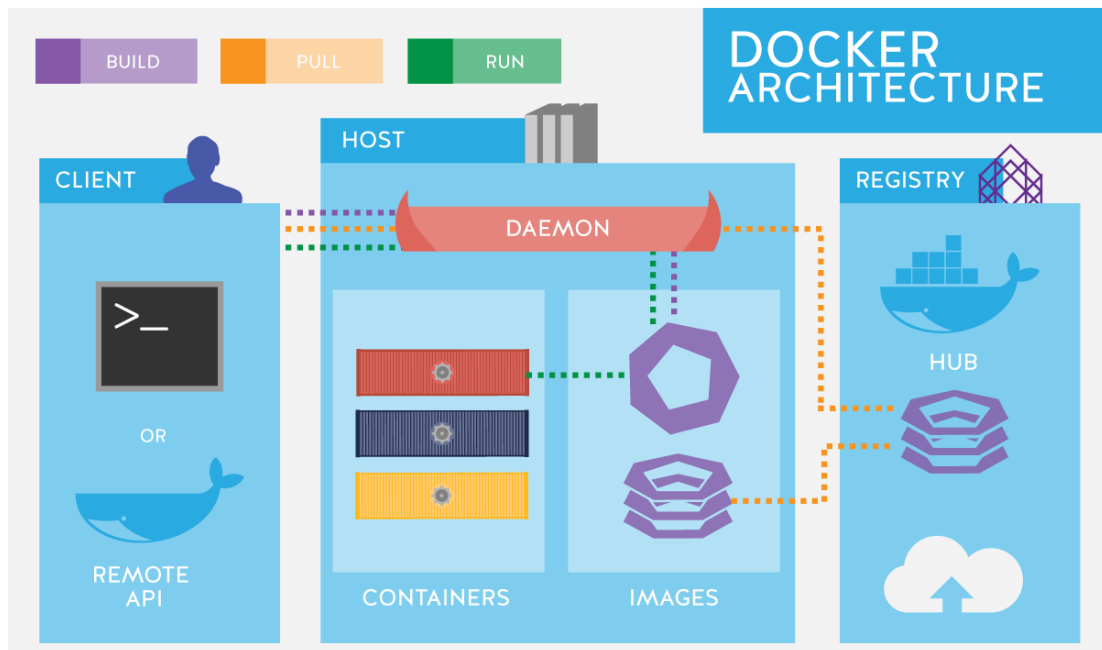 BUILD
PULL
RUN
DOCKER
ARCHITECTURE
HOST
CLIENT
REGISTRY
DAEMON
>_
OR
REMOTE
API
CONTAINERS
IMAGES
HUB